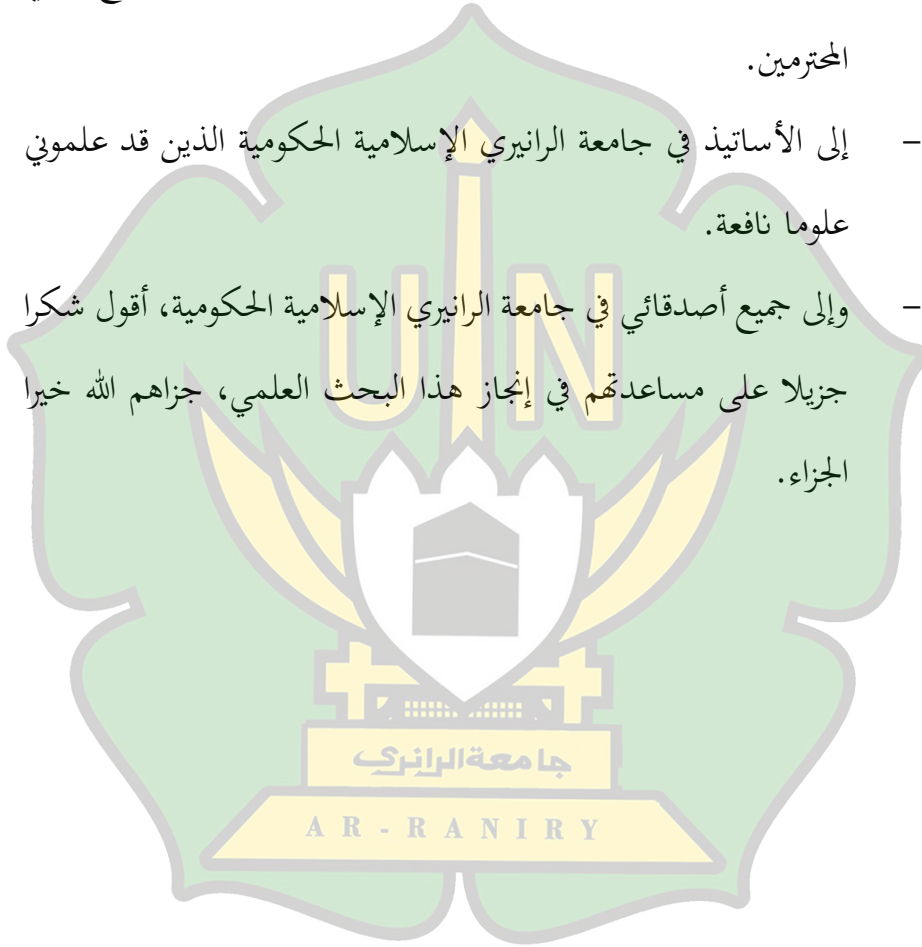 المحترمين.
– إلى الأساتيذ في جامعة الرانيري الإسلامية الحكومية الذين قد علموني
علوما نافعة.
– وإلى جميع أصدقائي في جامعة الرانيري الإسلامية الحكومية، أقول شكرا
جزيلا على مساعدتهم في إنجاز هذا البحث العلمي، جزاهم الله خيرا
الجزاء.
UIN
جامعة الرانري
AR-RANIRY